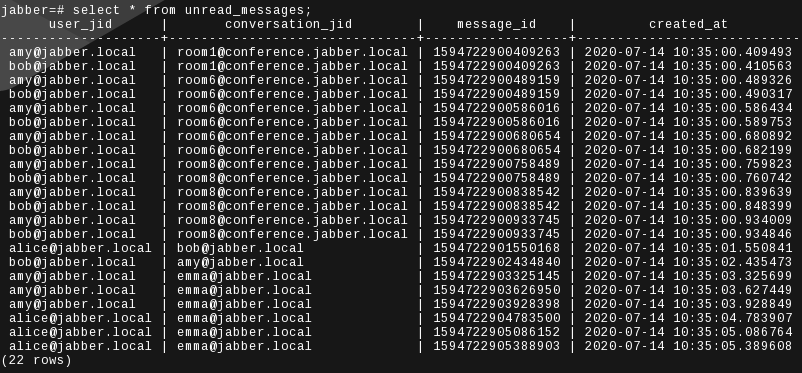 jabber=# select * from unread_messages;
user_jid | conversation_jid | message_id | created_at
-------------------+-------------------------------+------------------+----------------------------
amy@jabber.local | room1@conference.jabber.local | 1594722900409263 | 2020-07-14 10:35:00.409493
bob@jabber.local | room1@conference.jabber.local | 1594722900409263 | 2020-07-14 10:35:00.410563
amy@jabber.local | room6@conference.jabber.local | 1594722900489159 | 2020-07-14 10:35:00.489326
bob@jabber.local | room6@conference.jabber.local | 1594722900489159 | 2020-07-14 10:35:00.490317
amy@jabber.local | room6@conference.jabber.local | 1594722900586016 | 2020-07-14 10:35:00.586434
bob@jabber.local | room6@conference.jabber.local | 1594722900586016 | 2020-07-14 10:35:00.589753
amy@jabber.local | room6@conference.jabber.local | 1594722900680654 | 2020-07-14 10:35:00.680892
bob@jabber.local | room6@conference.jabber.local | 1594722900680654 | 2020-07-14 10:35:00.682199
amy@jabber.local | room8@conference.jabber.local | 1594722900758489 | 2020-07-14 10:35:00.759823
bob@jabber.local | room8@conference.jabber.local | 1594722900758489 | 2020-07-14 10:35:00.760742
amy@jabber.local | room8@conference.jabber.local | 1594722900838542 | 2020-07-14 10:35:00.839639
bob@jabber.local | room8@conference.jabber.local | 1594722900838542 | 2020-07-14 10:35:00.848399
amy@jabber.local | room8@conference.jabber.local | 1594722900933745 | 2020-07-14 10:35:00.934009
bob@jabber.local | room8@conference.jabber.local | 1594722900933745 | 2020-07-14 10:35:00.934846
alice@jabber.local | bob@jabber.local | 1594722901550168 | 2020-07-14 10:35:01.550841
bob@jabber.local | amy@jabber.local | 1594722902434840 | 2020-07-14 10:35:02.435473
amy@jabber.local | emma@jabber.local | 1594722903325145 | 2020-07-14 10:35:03.325699
amy@jabber.local | emma@jabber.local | 1594722903626950 | 2020-07-14 10:35:03.627449
amy@jabber.local | emma@jabber.local | 1594722903928398 | 2020-07-14 10:35:03.928849
alice@jabber.local | emma@jabber.local | 1594722904783500 | 2020-07-14 10:35:04.783907
alice@jabber.local | emma@jabber.local | 1594722905086152 | 2020-07-14 10:35:05.086764
alice@jabber.local | emma@jabber.local | 1594722905388903 | 2020-07-14 10:35:05.389608
(22 rows)